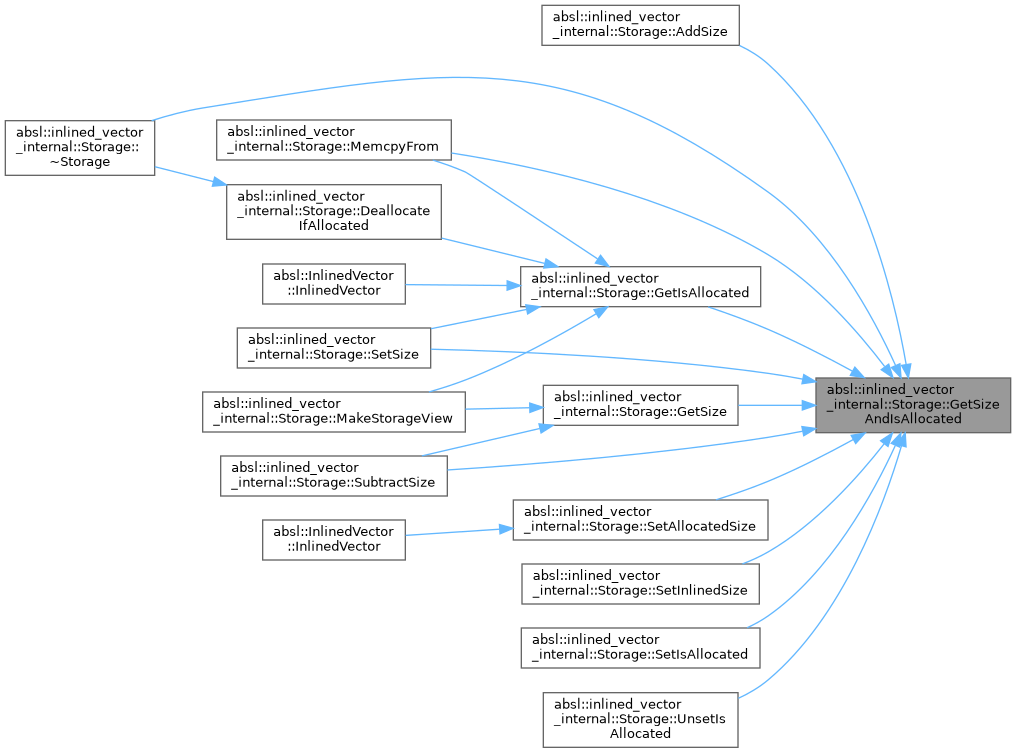 absl::inlined_vector
_internal::Storage::AddSize
absl::inlined_vector
_internal::Storage::
~Storage
absl::inlined_vector
_internal::Storage::MemcpyFrom
absl::inlined_vector
_internal::Storage::Deallocate
IfAllocated
absl::InlinedVector
::InlinedVector
absl::inlined_vector
_internal::Storage::GetIsAllocated
absl::inlined_vector
_internal::Storage::SetSize
absl::inlined_vector
_internal::Storage::MakeStorageView
absl::inlined_vector
_internal::Storage::GetSize
absl::inlined_vector
_internal::Storage::GetSize
AndIsAllocated
absl::inlined_vector
_internal::Storage::SubtractSize
absl::inlined_vector
_internal::Storage::SetAllocatedSize
absl::InlinedVector
::InlinedVector
absl::inlined_vector
_internal::Storage::SetInlinedSize
absl::inlined_vector
_internal::Storage::SetIsAllocated
absl::inlined_vector
_internal::Storage::UnsetIs
Allocated